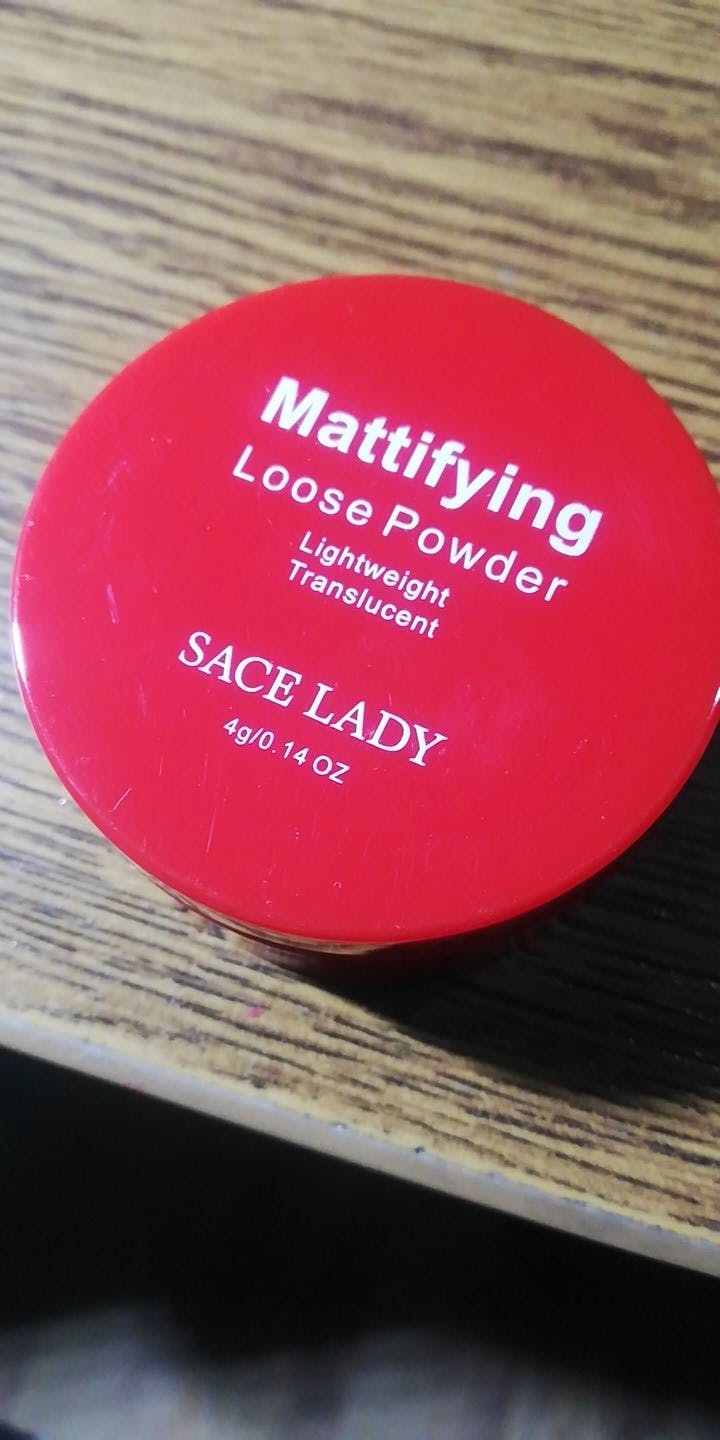 Mattifying
Loose Powder
Lightweight
Translucent
SACE LADY
4g/0.14 OZ